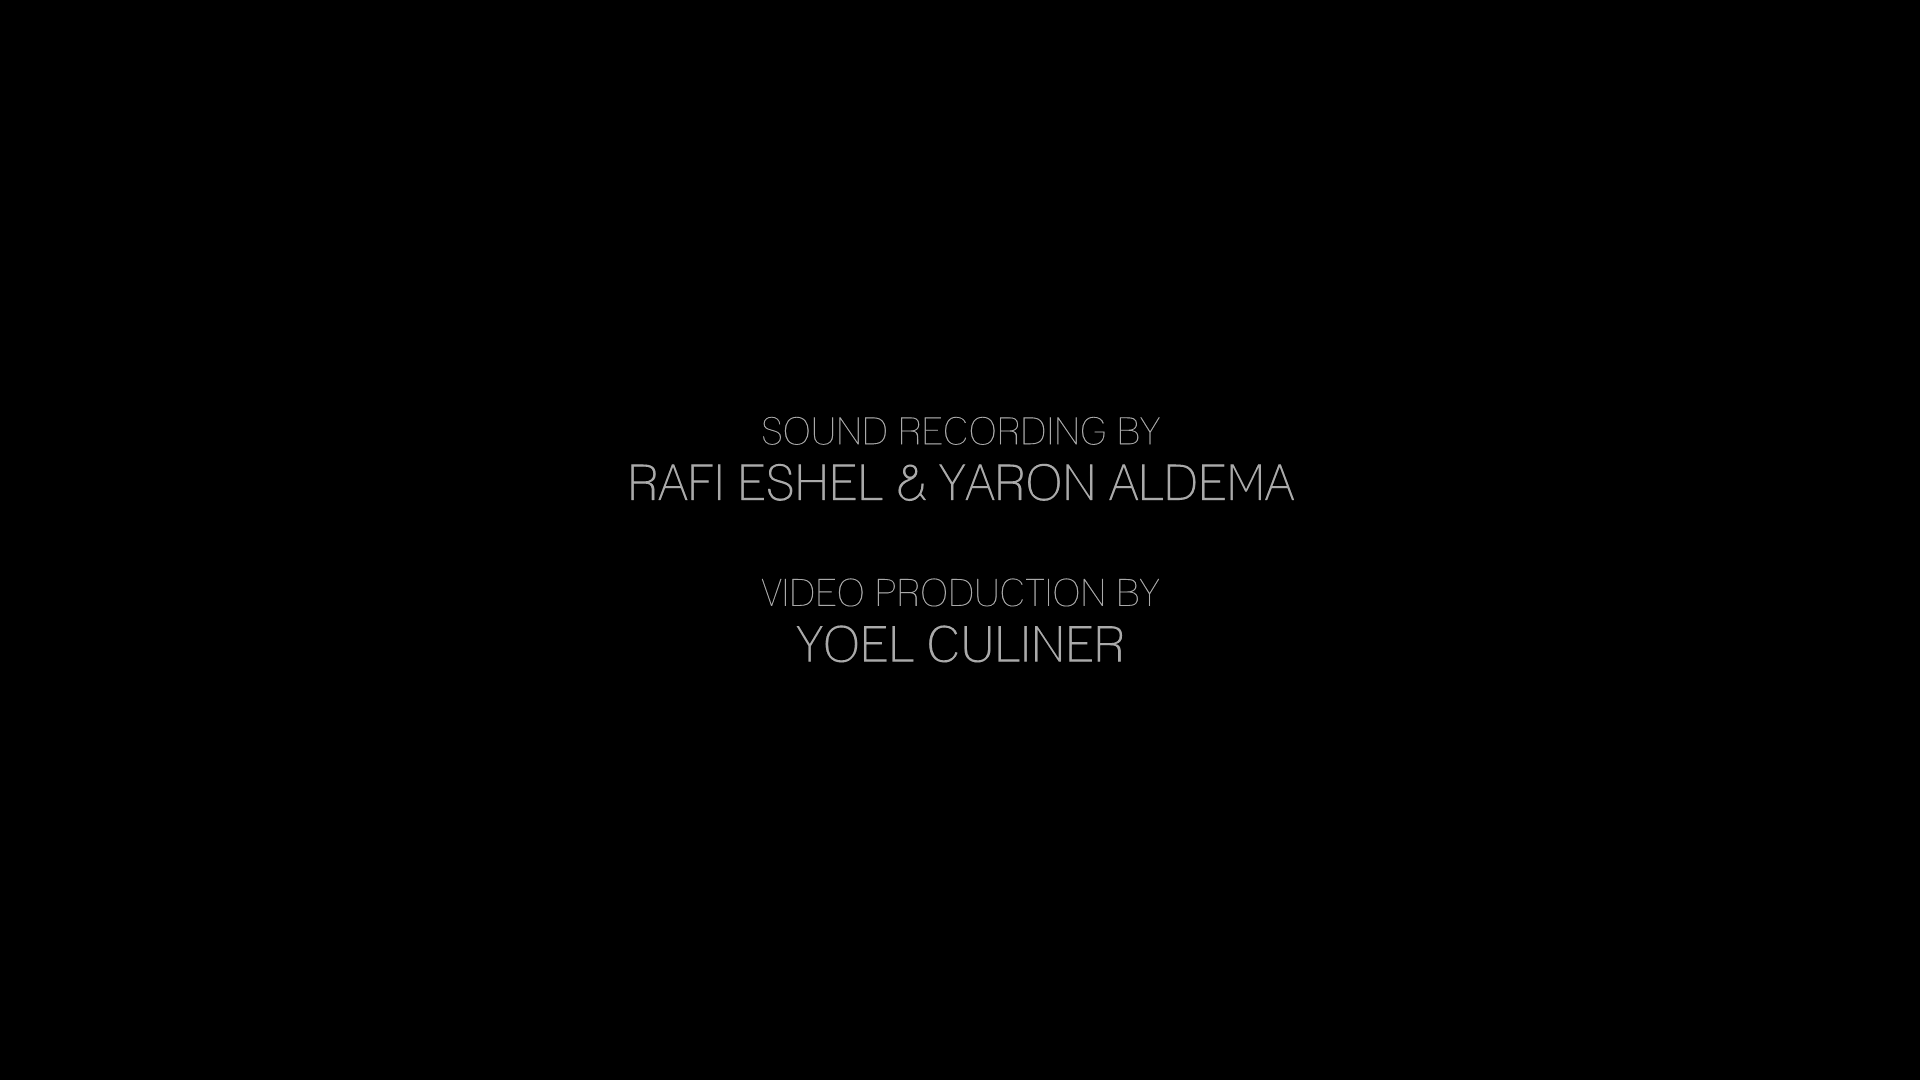 SOUND RECORDING BY
RAFI ESHEL & YARON ALDEMA
VIDEO PRODUCTION BY
YOEL CULINER